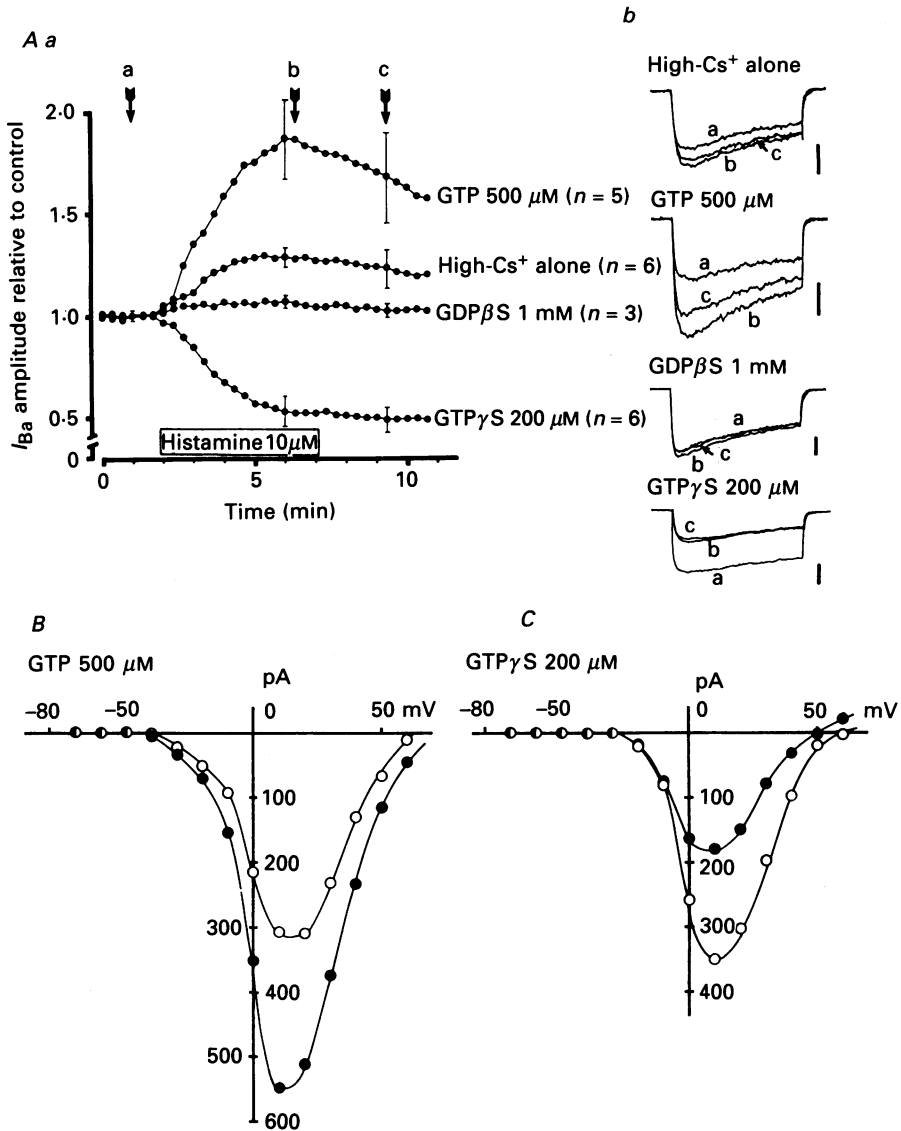 A a
b
a
b
c
High-Cs⁺ alone
2·0
1·5
1·0
0·5
0
I_Ba amplitude relative to control
GTP 500 μM (n = 5)
High-Cs⁺ alone (n = 6)
GDPβS 1 mM (n = 3)
GTPγS 200 μM (n = 6)
Histamine 10 μM
0
5
10
Time (min)
a
b
c
GTP 500 μM
a
c
b
GDPβS 1 mM
a
b
c
GTPγS 200 μM
c
b
a
B
GTP 500 μM
pA
−80
−50
0
50 mV
100
200
300
400
500
600
C
GTPγS 200 μM
pA
−80
−50
0
50
mV
100
200
300
400